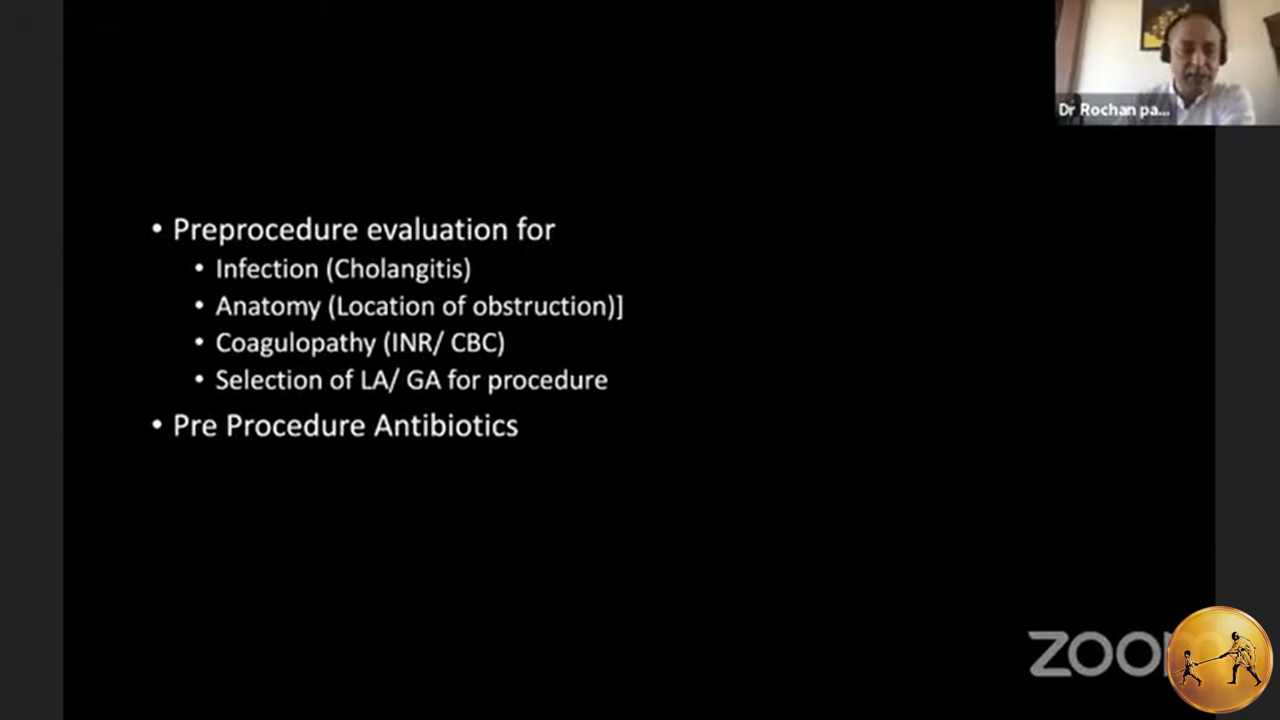 Dr Rochan pa...
• Preprocedure evaluation for
• Infection (Cholangitis)
• Anatomy (Location of obstruction)]
• Coagulopathy (INR/ CBC)
• Selection of LA/ GA for procedure
• Pre Procedure Antibiotics
zoom